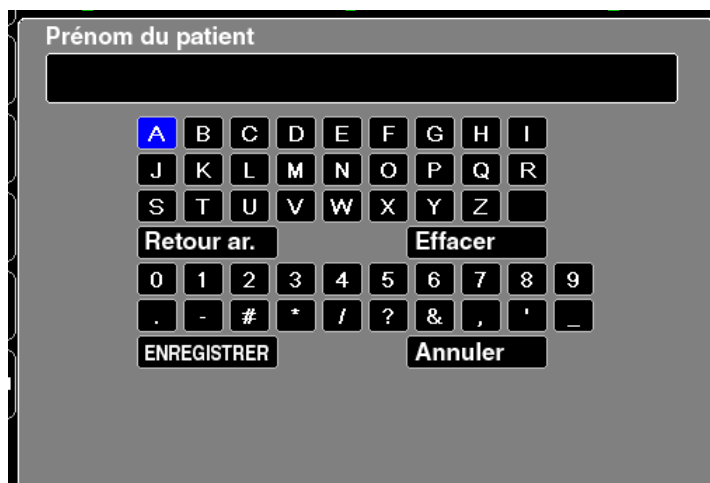 Prénom du patient
A B C D E F G H I
J K L M N O P Q R
S T U V W X Y Z
Retour ar. Effacer
0 1 2 3 4 5 6 7 8 9
. - # * / ? & , ' _
ENREGISTRER Annuler